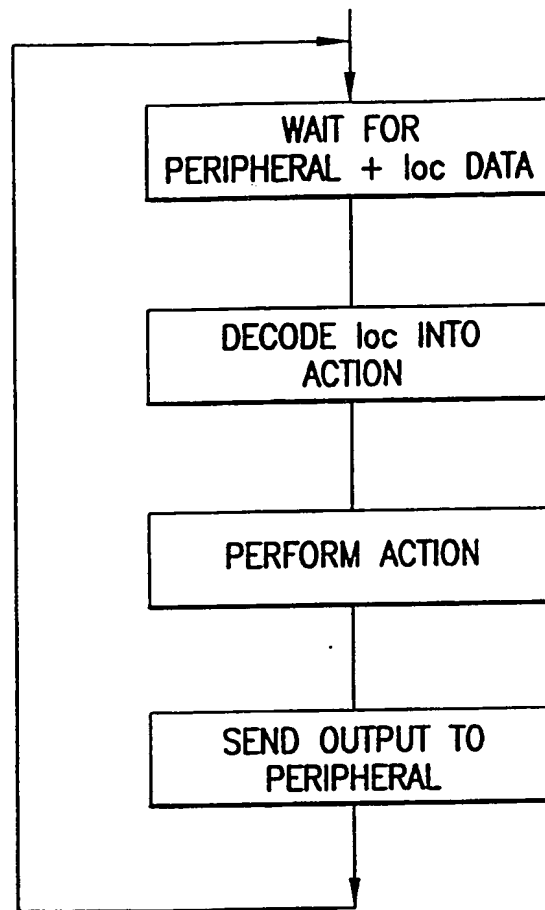 WAIT FOR
PERIPHERAL + loc DATA
DECODE loc INTO
ACTION
PERFORM ACTION
SEND OUTPUT TO
PERIPHERAL